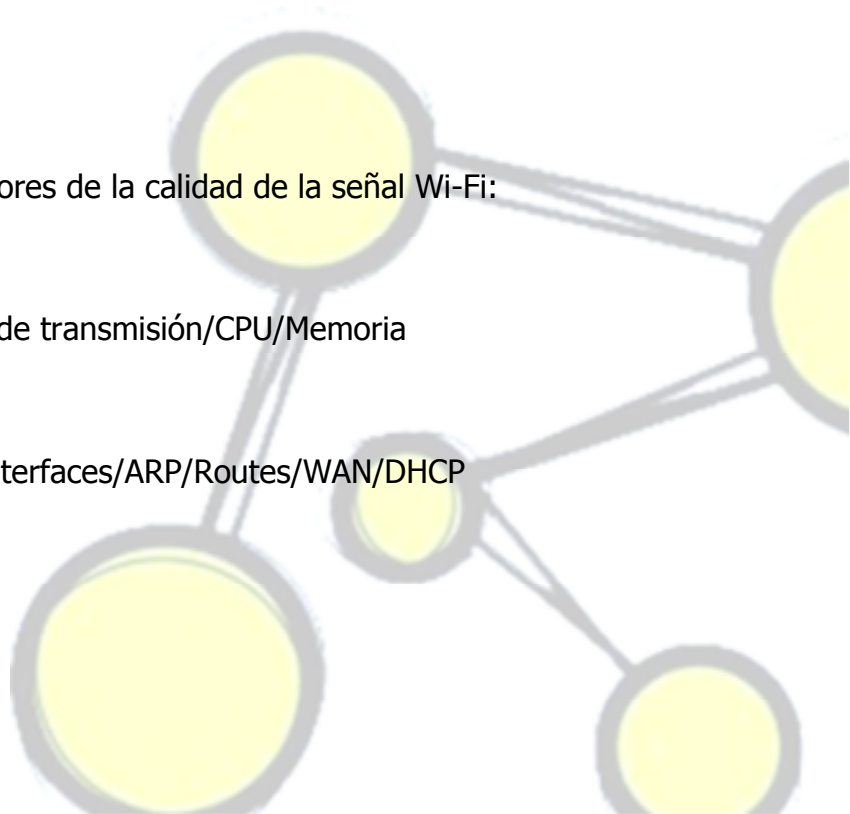 ores de la calidad de la señal Wi-Fi:
de transmisión/CPU/Memoria
terfaces/ARP/Routes/WAN/DHCP